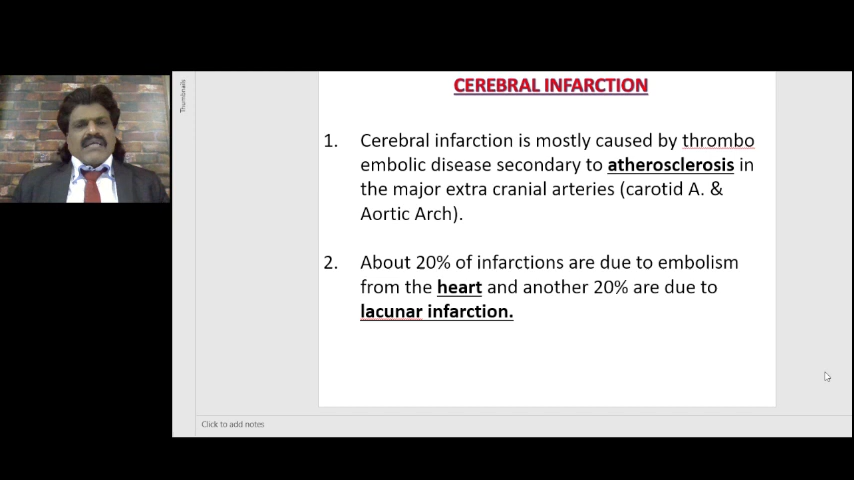 Thumbnails
CEREBRAL INFARCTION
1. Cerebral infarction is mostly caused by thrombo
embolic disease secondary to atherosclerosis in
the major extra cranial arteries (carotid A. &
Aortic Arch).
2. About 20% of infarctions are due to embolism
from the heart and another 20% are due to
lacunar infarction.
Click to add notes